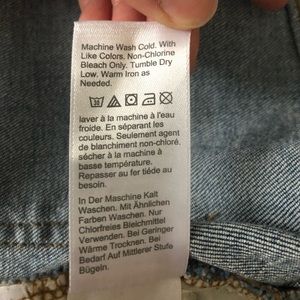 Machine Wash Cold. With
Like Colors. Non-Chlorine
Bleach Only. Tumble Dry
Low. Warm Iron as
Needed.
laver à la machine à l'eau
froide. En séparant les
couleurs. Seulement agent
de blanchiment non-chloré.
sécher à la machine à
basse température.
Repasser au fer tiède au
besoin.
In Der Maschine Kalt
Waschen. Mit Ähnlichen
Farben Waschen. Nur
Chlorfreies Bleichmittel
Verwenden. Bei Geringer
Wärme Trocknen. Bei
Bedarf Auf Mittlerer Stufe
Bügeln.